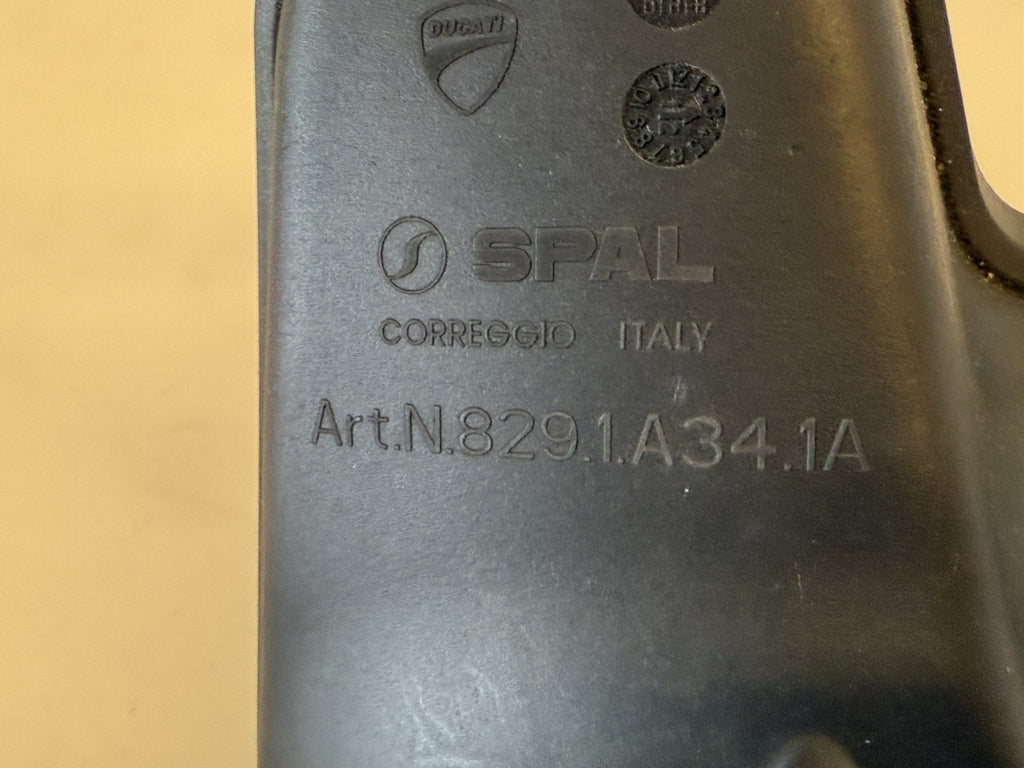 DUCATI
SPAL
CORREGGIO ITALY
Art.N.829.1.A34.1A